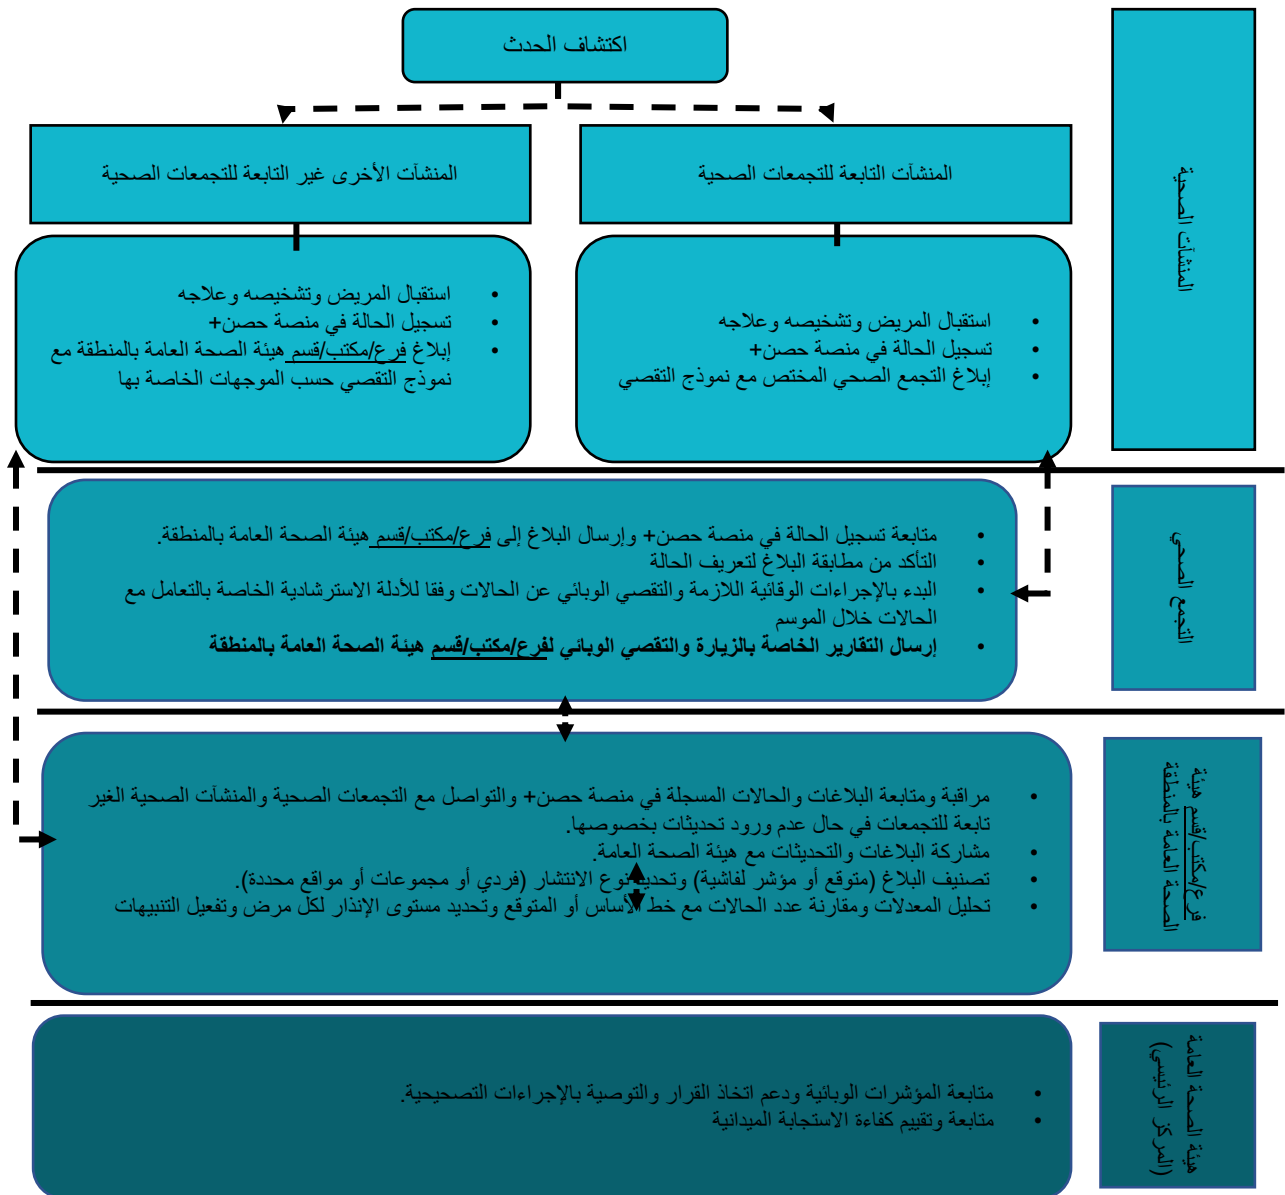 اكتشاف الحدث
المنشآت الصحية
المنشآت التابعة للتجمعات الصحية
المنشآت الأخرى غير التابعة للتجمعات الصحية
• استقبال المريض وتشخيصه وعلاجه
• تسجيل الحالة في منصة حصن+
• إبلاغ التجمع الصحي المختص مع نموذج التقصي
• استقبال المريض وتشخيصه وعلاجه
• تسجيل الحالة في منصة حصن+
• إبلاغ فرع/مكتب/قسم هيئة الصحة العامة بالمنطقة مع
نموذج التقصي حسب الموجهات الخاصة بها
التجمع الصحي
• متابعة تسجيل الحالة في منصة حصن+ وإرسال البلاغ إلى فرع/مكتب/قسم هيئة الصحة العامة بالمنطقة.
• التأكد من مطابقة البلاغ لتعريف الحالة
• البدء بالإجراءات الوقائية اللازمة والتقصي الوبائي عن الحالات وفقا للأدلة الاسترشادية الخاصة بالتعامل مع
الحالات خلال الموسم
• إرسال التقارير الخاصة بالزيارة والتقصي الوبائي لفرع/مكتب/قسم هيئة الصحة العامة بالمنطقة
فرع/مكتب/قسم هيئة
الصحة العامة بالمنطقة
• مراقبة ومتابعة البلاغات والحالات المسجلة في منصة حصن+ والتواصل مع التجمعات الصحية والمنشآت الصحية الغير
تابعة للتجمعات في حال عدم ورود تحديثات بخصوصها.
• مشاركة البلاغات والتحديثات مع هيئة الصحة العامة.
• تصنيف البلاغ (متوقع أو مؤشر لفاشية) وتحديد نوع الانتشار (فردي أو مجموعات أو مواقع محددة).
• تحليل المعدلات ومقارنة عدد الحالات مع خط الأساس أو المتوقع وتحديد مستوى الإنذار لكل مرض وتفعيل التنبيهات
هيئة الصحة العامة
(المركز الرئيسي)
• متابعة المؤشرات الوبائية ودعم اتخاذ القرار والتوصية بالإجراءات التصحيحية.
• متابعة وتقييم كفاءة الاستجابة الميدانية